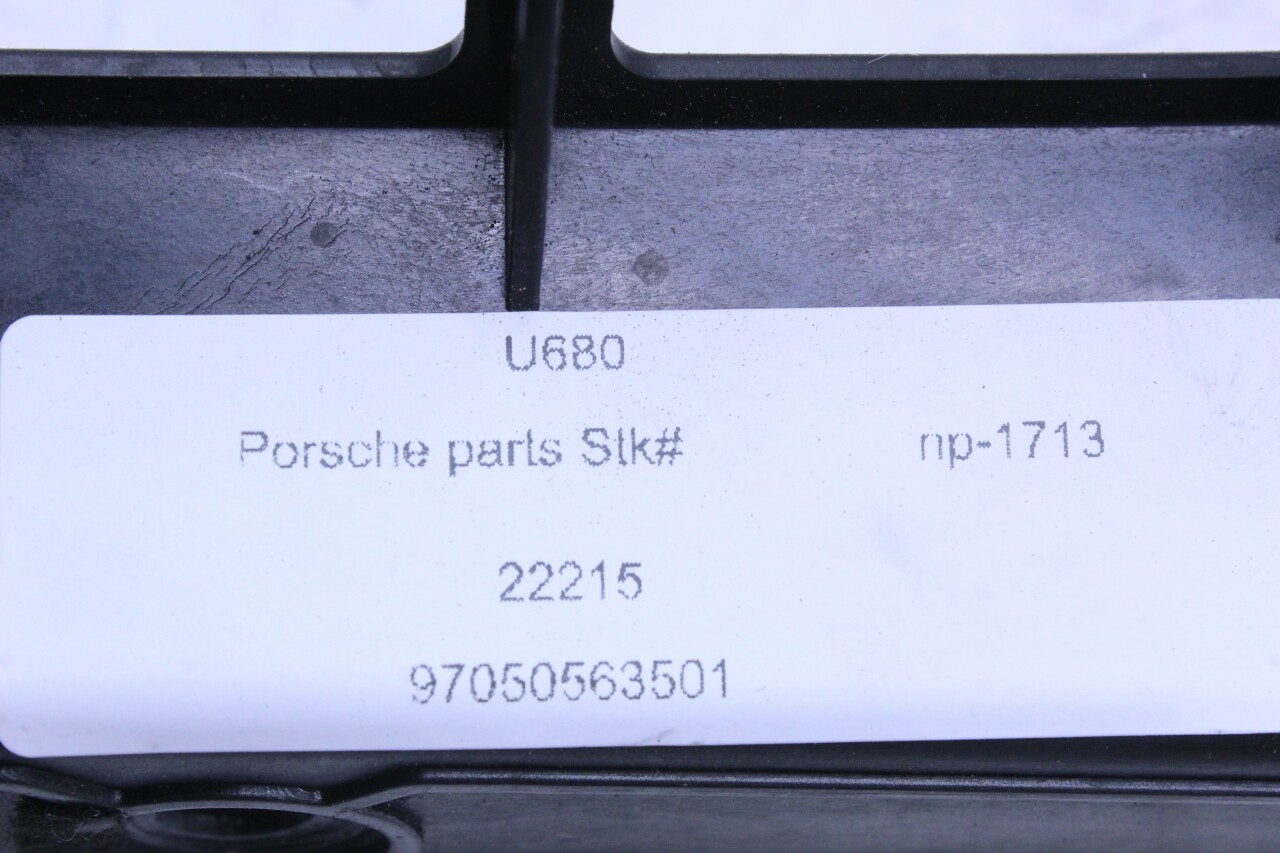 U680
Porsche parts Stk# np-1713
22215
97050563501